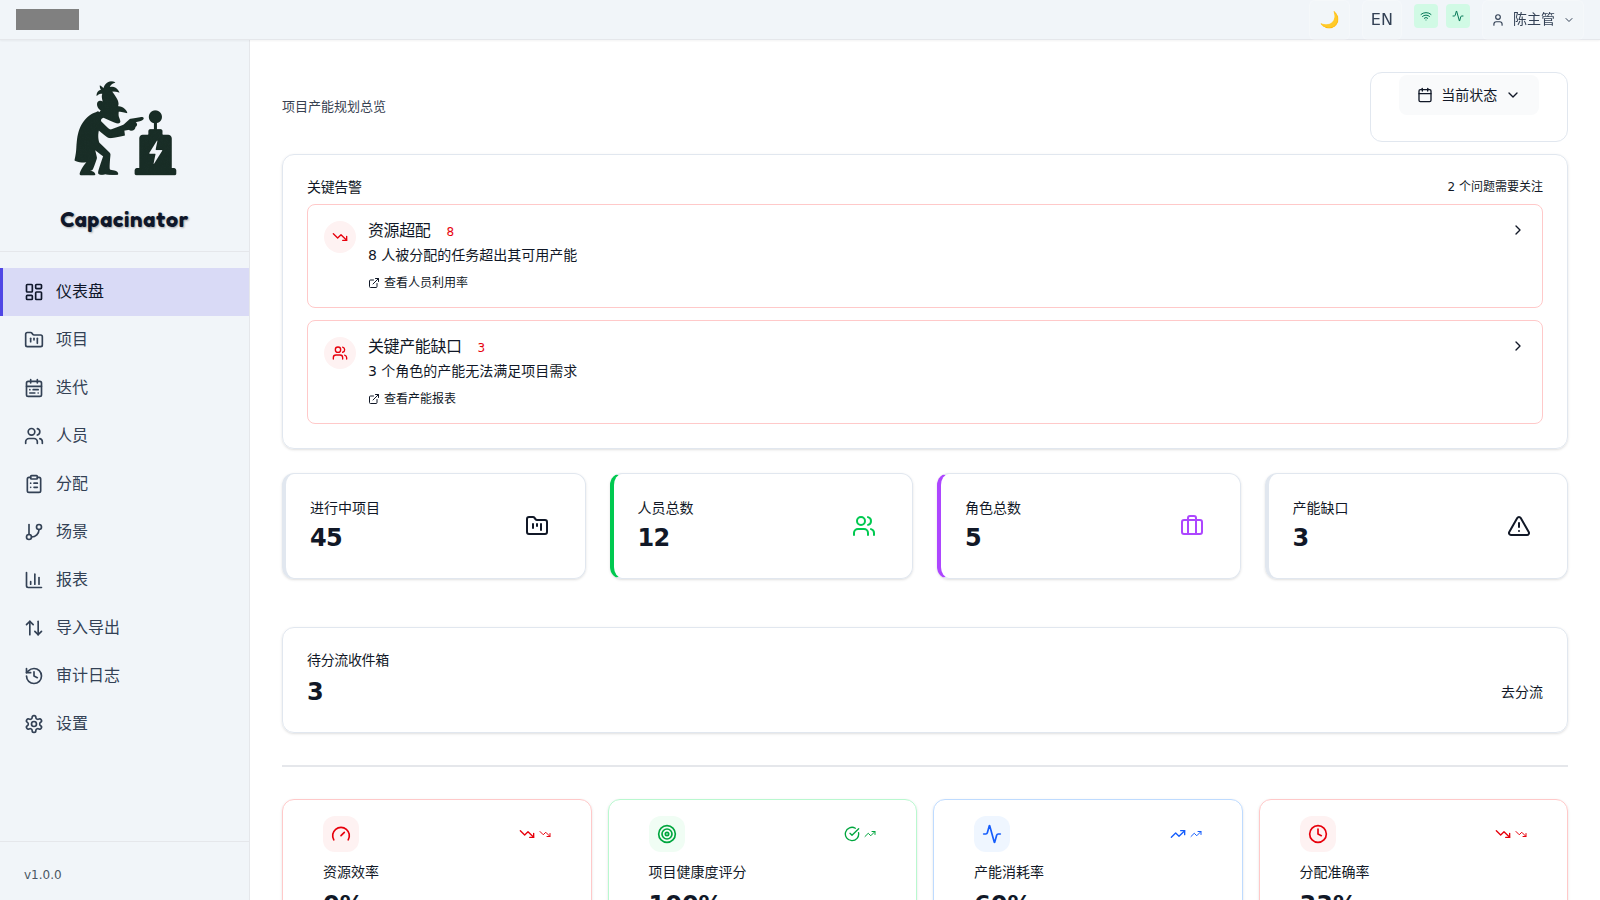 EN
陈主管
Capacinator
仪表盘
项目
迭代
人员
分配
场景
报表
导入导出
审计日志
设置
v1.0.0
项目产能规划总览
当前状态
关键告警
2 个问题需要关注
资源超配 8
8 人被分配的任务超出其可用产能
查看人员利用率
关键产能缺口 3
3 个角色的产能无法满足项目需求
查看产能报表
进行中项目
45
人员总数
12
角色总数
5
产能缺口
3
待分流收件箱
3
去分流
资源效率
0%
项目健康度评分
100%
产能消耗率
60%
分配准确率
33%